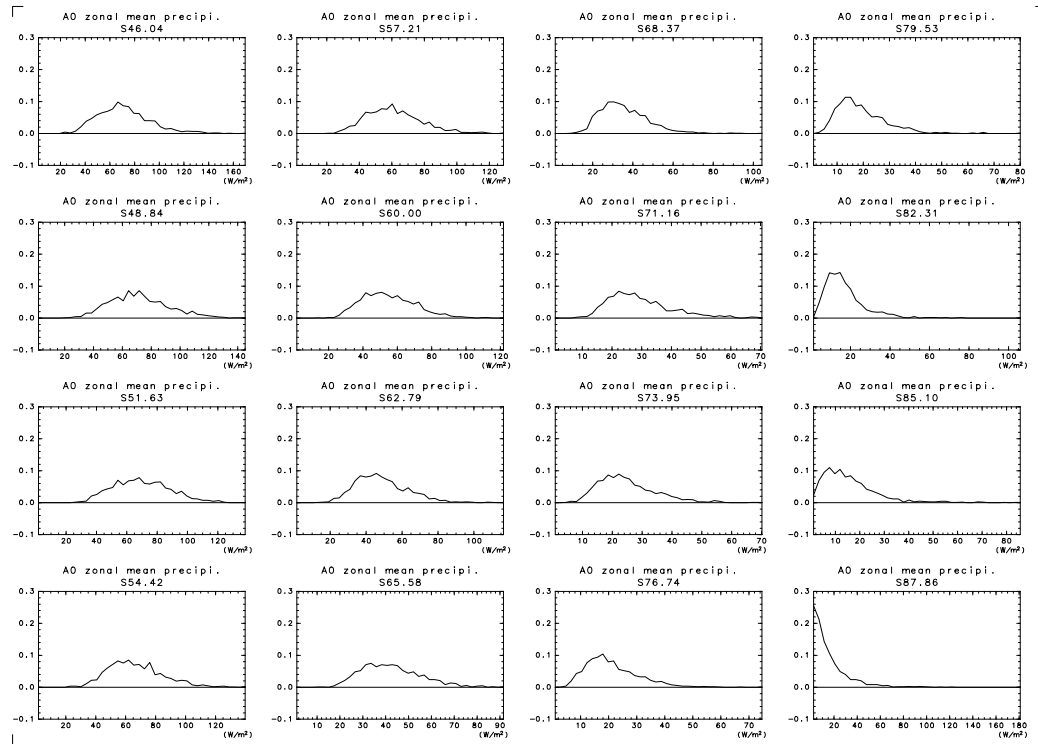 A0 zonal mean precipi. A0 zonal mean precipi. A0 zonal mean precipi. A0 zonal mean precipi.
S46.04 S57.21 S68.37 S79.53
0.3 0.3 0.3 0.3
0.2 0.2 0.2 0.2
0.1 0.1 0.1 0.1
0.0 0.0 0.0 0.0
-0.1 -0.1 -0.1 -0.1
20 40 60 80 100 120 140 160 20 40 60 80 100 120 20 40 60 80 100 10 20 30 40 50 60 70 80
(W/m²) (W/m²) (W/m²) (W/m²)
A0 zonal mean precipi. A0 zonal mean precipi. A0 zonal mean precipi. A0 zonal mean precipi.
S48.84 S60.00 S71.16 S82.31
0.3 0.3 0.3 0.3
0.2 0.2 0.2 0.2
0.1 0.1 0.1 0.1
0.0 0.0 0.0 0.0
-0.1 -0.1 -0.1 -0.1
20 40 60 80 100 120 140 20 40 60 80 100 120 10 20 30 40 50 60 70 20 40 60 80 100
(W/m²) (W/m²) (W/m²) (W/m²)
A0 zonal mean precipi. A0 zonal mean precipi. A0 zonal mean precipi. A0 zonal mean precipi.
S51.63 S62.79 S73.95 S85.10
0.3 0.3 0.3 0.3
0.2 0.2 0.2 0.2
0.1 0.1 0.1 0.1
0.0 0.0 0.0 0.0
-0.1 -0.1 -0.1 -0.1
20 40 60 80 100 120 20 40 60 80 100 10 20 30 40 50 60 70 10 20 30 40 50 60 70 80
(W/m²) (W/m²) (W/m²) (W/m²)
A0 zonal mean precipi. A0 zonal mean precipi. A0 zonal mean precipi. A0 zonal mean precipi.
S54.42 S65.58 S76.74 S87.86
0.3 0.3 0.3 0.3
0.2 0.2 0.2 0.2
0.1 0.1 0.1 0.1
0.0 0.0 0.0 0.0
-0.1 -0.1 -0.1 -0.1
20 40 60 80 100 120 10 20 30 40 50 60 70 80 90 10 20 30 40 50 60 70 20 40 60 80 100 120 140 160 180
(W/m²) (W/m²) (W/m²) (W/m²)